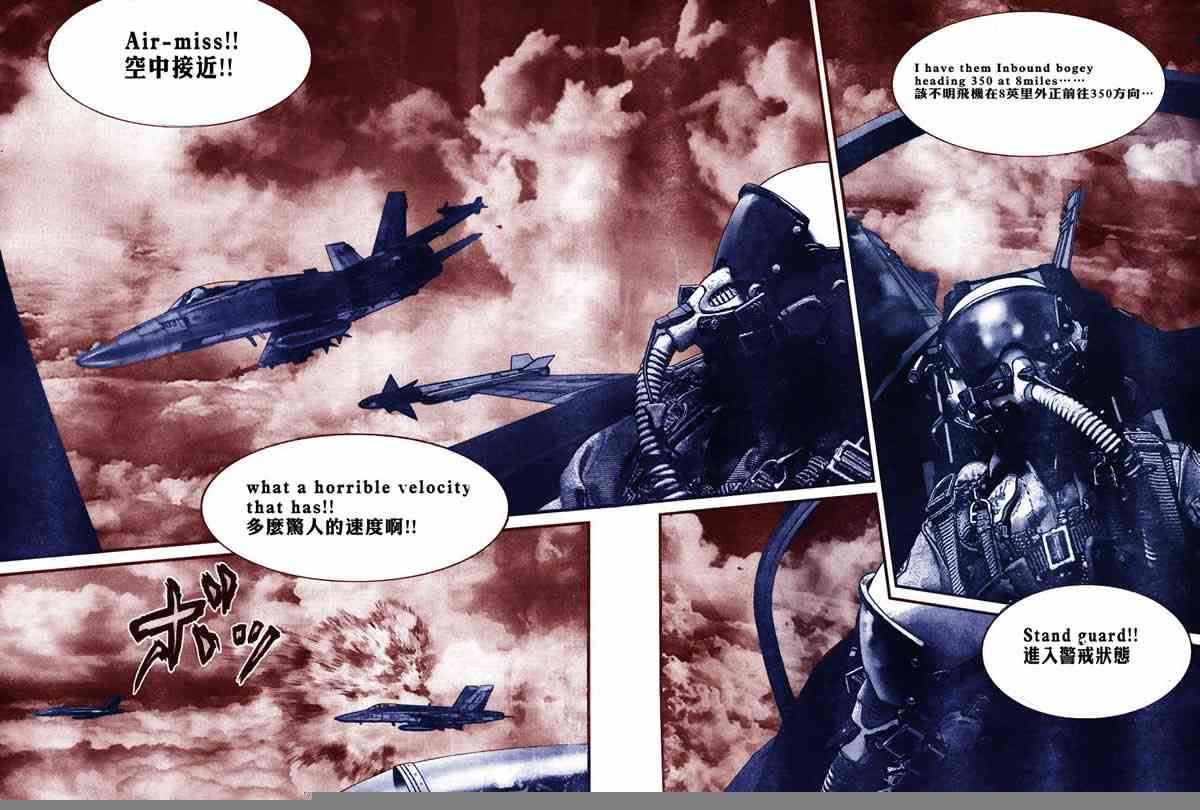 Air-miss!!
空中接近!!
I have them Inbound bogey
heading 350 at 8miles……
該不明飛機在8英里外正前往350方向…
what a horrible velocity
that has!!
多麼驚人的速度啊!!
Stand guard!!
進入警戒狀態